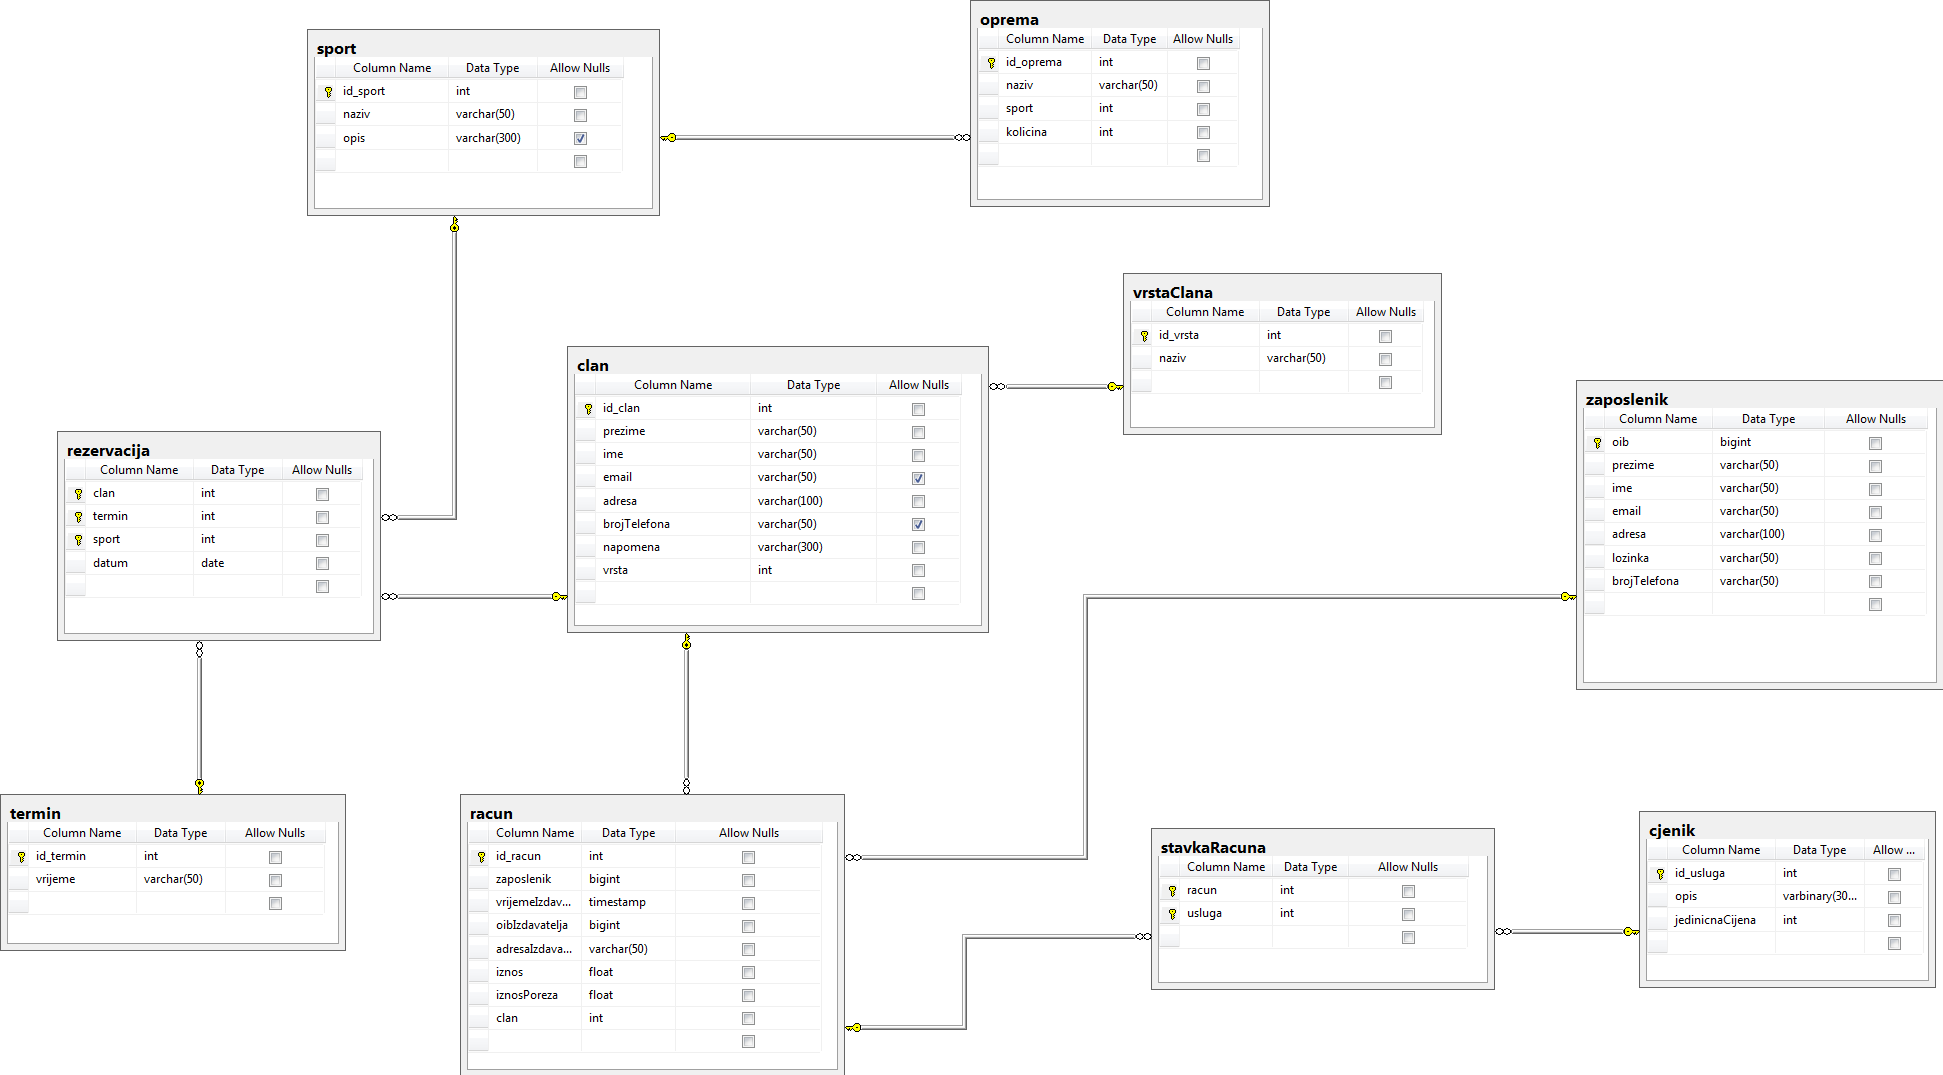 sport
Column Name Data Type Allow Nulls
id_sport int
naziv varchar(50)
opis varchar(300)
oprema
Column Name Data Type Allow Nulls
id_oprema int
naziv varchar(50)
sport int
kolicina int
vrstaClana
Column Name Data Type Allow Nulls
id_vrsta int
naziv varchar(50)
clan
Column Name Data Type Allow Nulls
id_clan int
prezime varchar(50)
ime varchar(50)
email varchar(50)
adresa varchar(100)
brojTelefona varchar(50)
napomena varchar(300)
vrsta int
zaposlenik
Column Name Data Type Allow Nulls
oib bigint
prezime varchar(50)
ime varchar(50)
email varchar(50)
adresa varchar(100)
lozinka varchar(50)
brojTelefona varchar(50)
rezervacija
Column Name Data Type Allow Nulls
clan int
termin int
sport int
datum date
termin
Column Name Data Type Allow Nulls
id_termin int
vrijeme varchar(50)
racun
Column Name Data Type Allow Nulls
id_racun int
zaposlenik bigint
vrijemeIzdav... timestamp
oibIzdavatelja bigint
adresaIzdava... varchar(50)
iznos float
iznosPoreza float
clan int
stavkaRacuna
Column Name Data Type Allow Nulls
racun int
usluga int
cjenik
Column Name Data Type Allow ...
id_usluga int
opis varbinary(30...
jedinicnaCijena int